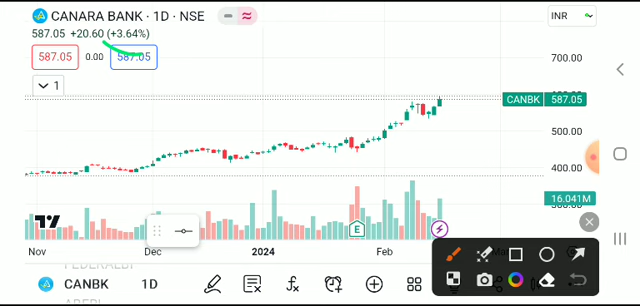 CANARA BANK · 1D · NSE
INR
587.05 +20.60 (+3.64%)
587.05 0.00 587.05
1
700.00
CANBK 587.05
500.00
400.00
16.041M
E
Nov Dec 2024 Feb
CANBK 1D